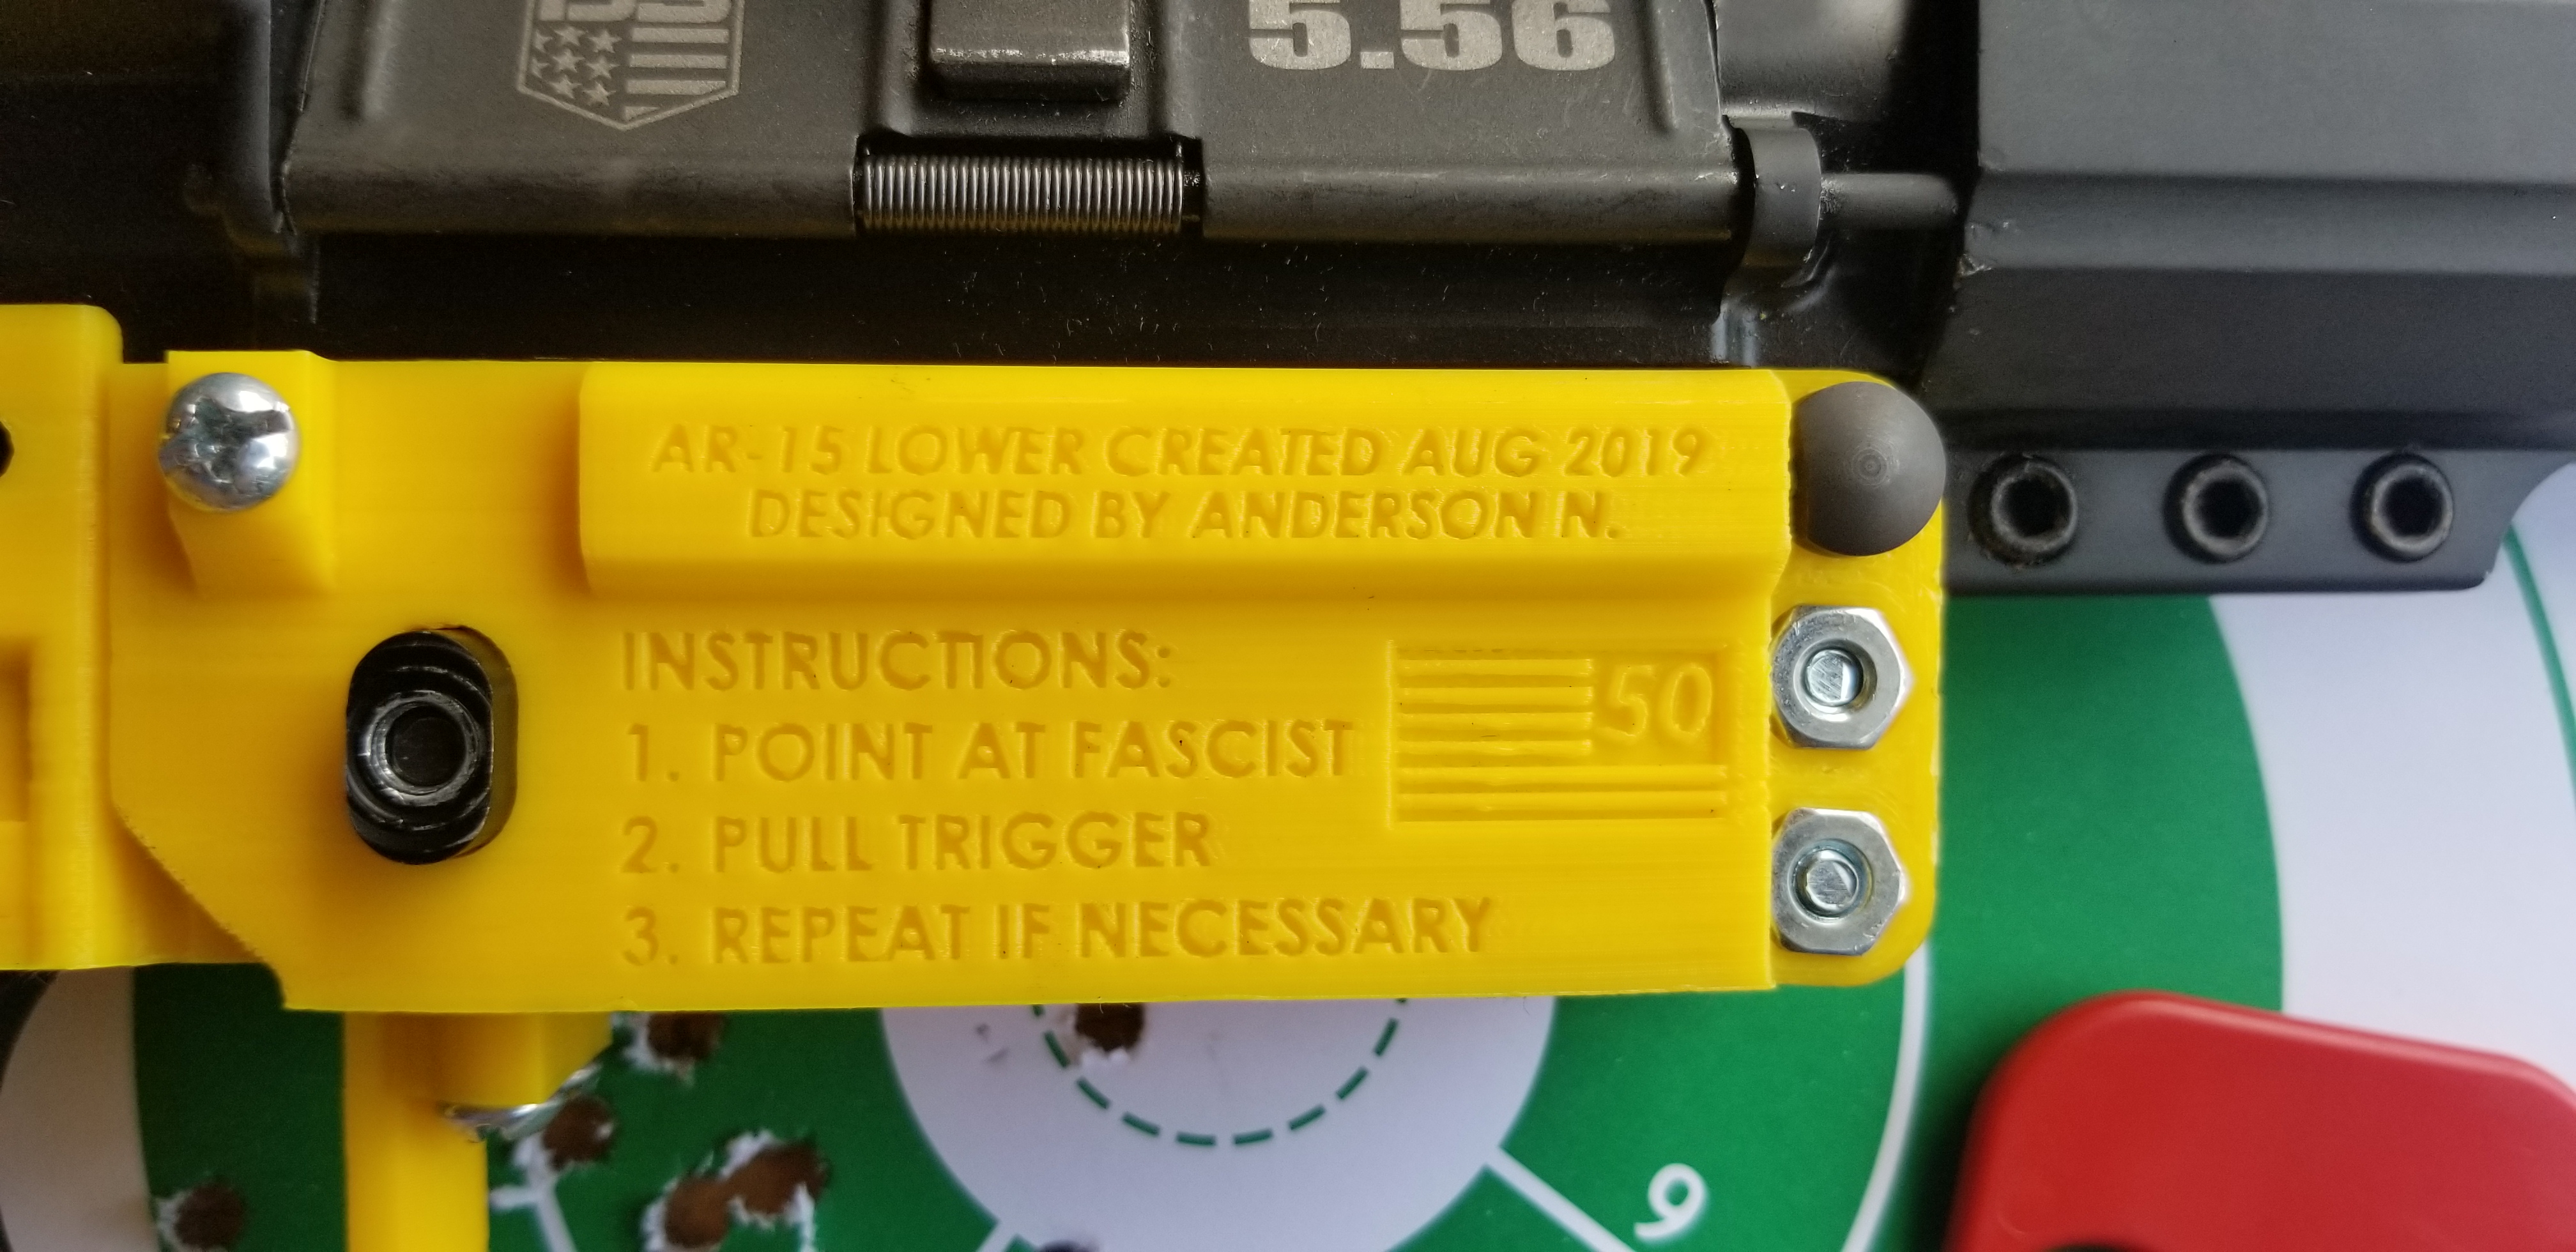 5.56
AR-15 LOWER CREATED AUG 2019
DESIGNED BY ANDERSON N.
INSTRUCTIONS:
50
1. POINT AT FASCIST
2. PULL TRIGGER
3. REPEAT IF NECESSARY
9